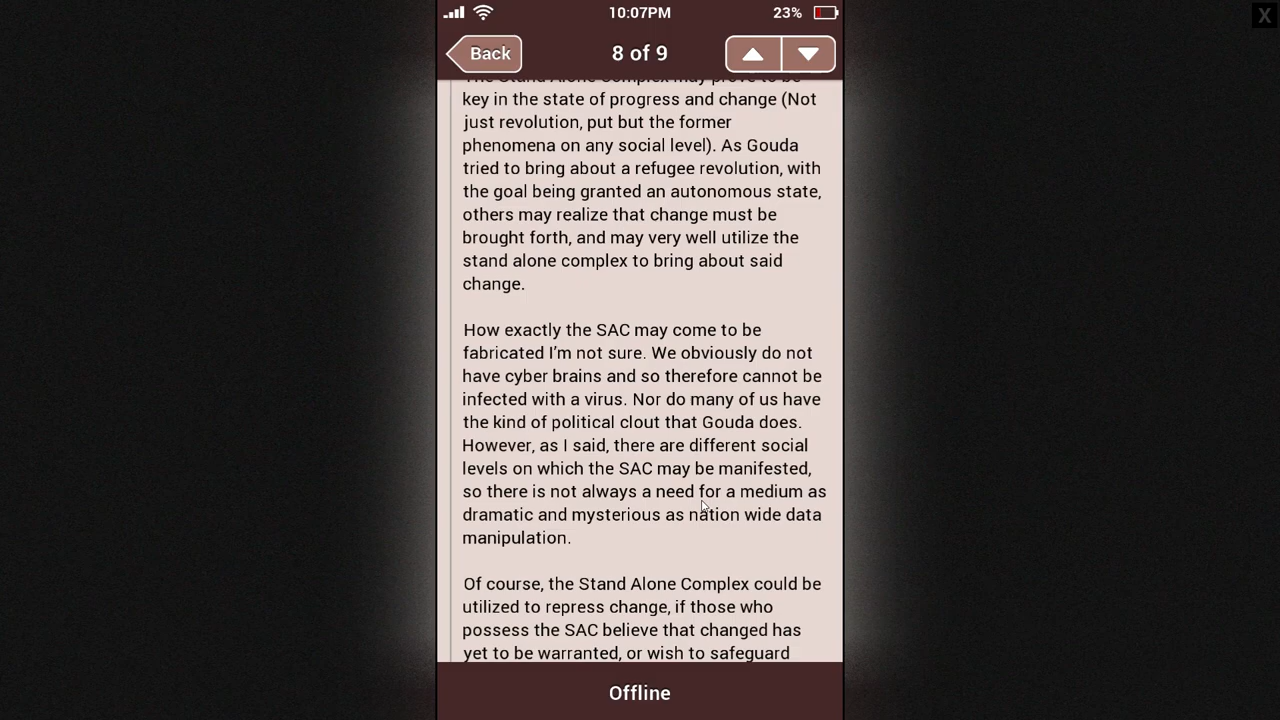 10:07PM
23%
X
Back
8 of 9
The Stand Alone Complex may prove to be
key in the state of progress and change (Not
just revolution, put but the former
phenomena on any social level). As Gouda
tried to bring about a refugee revolution, with
the goal being granted an autonomous state,
others may realize that change must be
brought forth, and may very well utilize the
stand alone complex to bring about said
change.
How exactly the SAC may come to be
fabricated I’m not sure. We obviously do not
have cyber brains and so therefore cannot be
infected with a virus. Nor do many of us have
the kind of political clout that Gouda does.
However, as I said, there are different social
levels on which the SAC may be manifested,
so there is not always a need for a medium as
dramatic and mysterious as nation wide data
manipulation.
Of course, the Stand Alone Complex could be
utilized to repress change, if those who
possess the SAC believe that changed has
yet to be warranted, or wish to safeguard
Offline